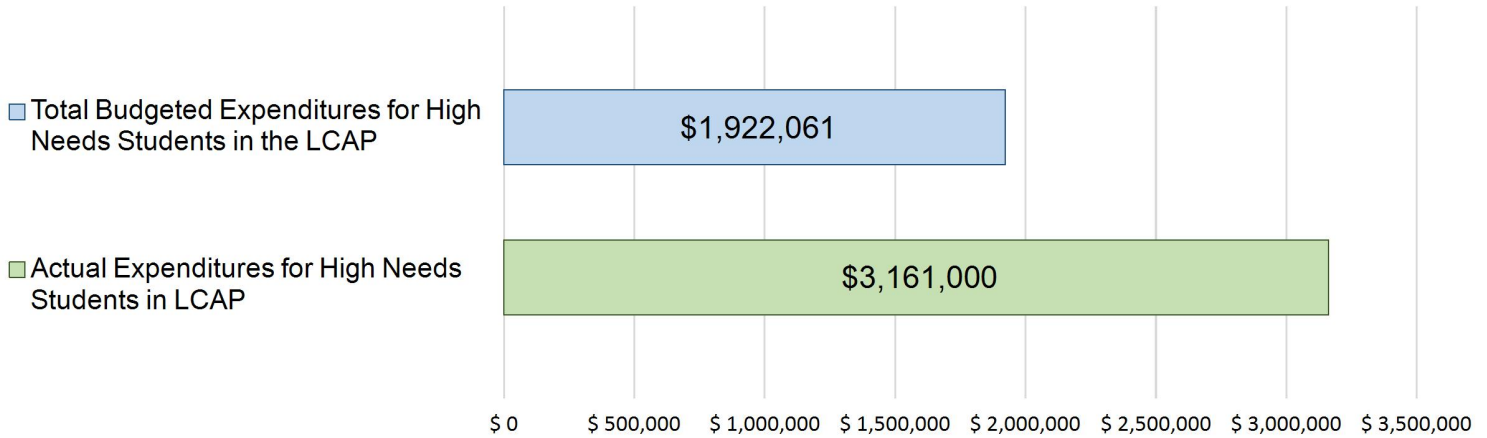 Total Budgeted Expenditures for High
Needs Students in the LCAP
$1,922,061
Actual Expenditures for High Needs
Students in LCAP
$3,161,000
$ 0 $ 500,000 $ 1,000,000 $ 1,500,000 $ 2,000,000 $ 2,500,000 $ 3,000,000 $ 3,500,000